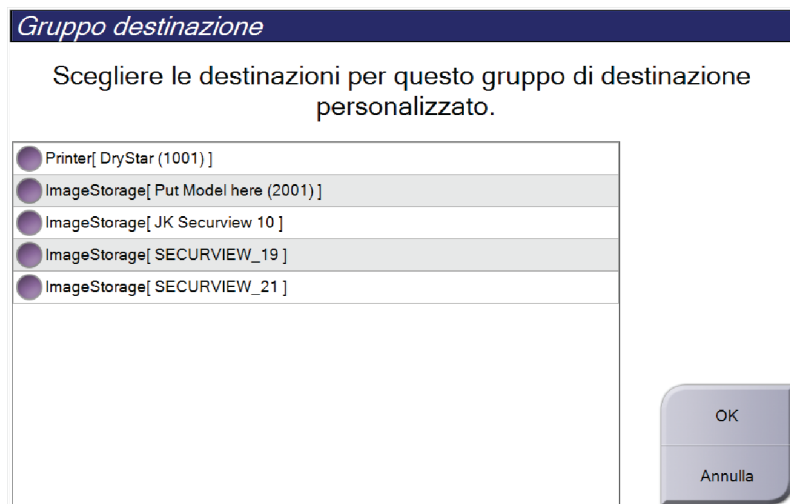 Gruppo destinazione
Scegliere le destinazioni per questo gruppo di destinazione
personalizzato.
Printer[ DryStar (1001) ]
ImageStorage[ Put Model here (2001) ]
ImageStorage[ JK Securview 10 ]
ImageStorage[ SECURVIEW_19 ]
ImageStorage[ SECURVIEW_21 ]
OK
Annulla